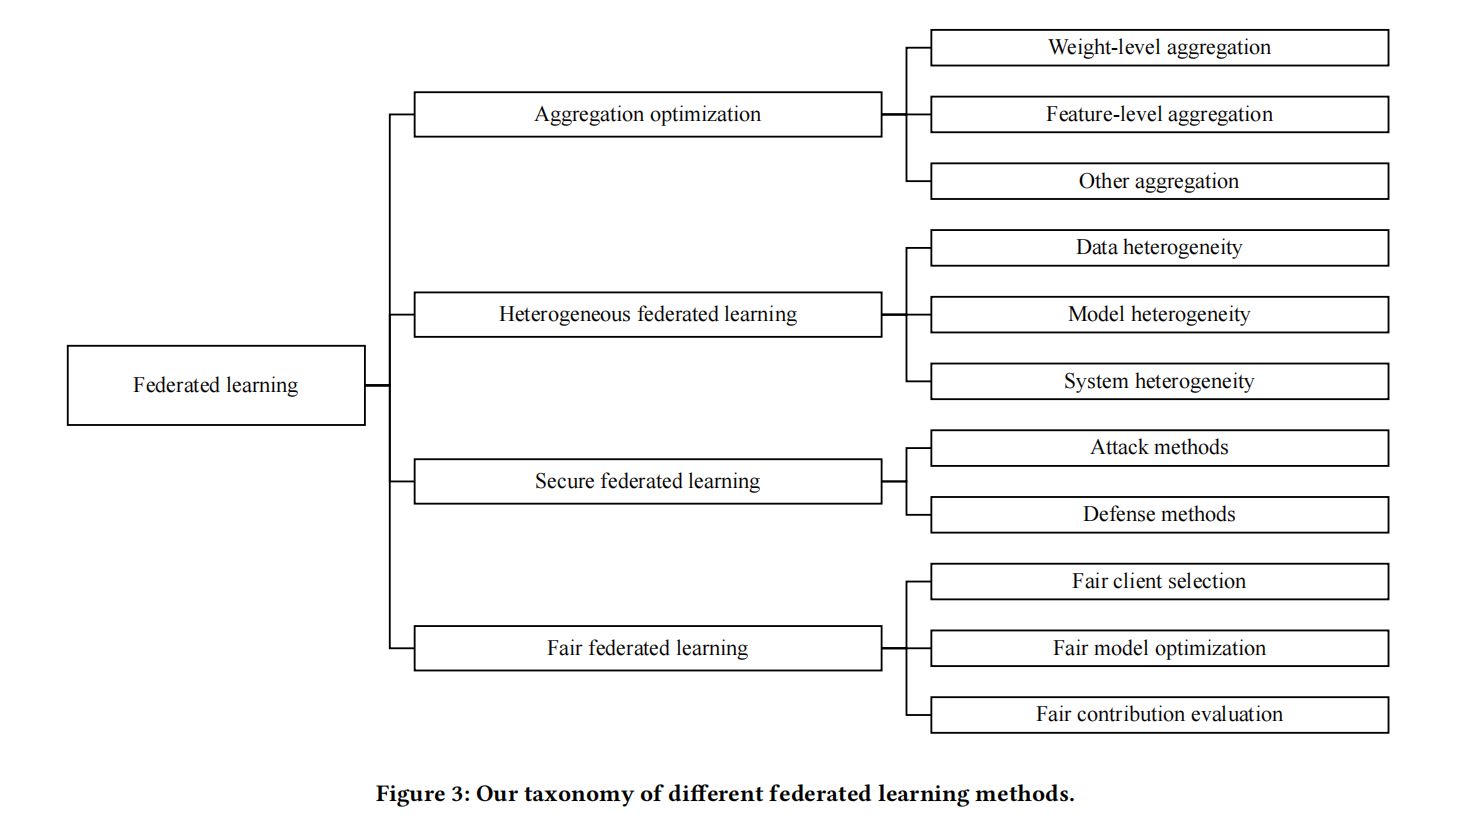 Federated learning
Aggregation optimization
Weight-level aggregation
Feature-level aggregation
Other aggregation
Heterogeneous federated learning
Data heterogeneity
Model heterogeneity
System heterogeneity
Secure federated learning
Attack methods
Defense methods
Fair federated learning
Fair client selection
Fair model optimization
Fair contribution evaluation
Figure 3: Our taxonomy of different federated learning methods.